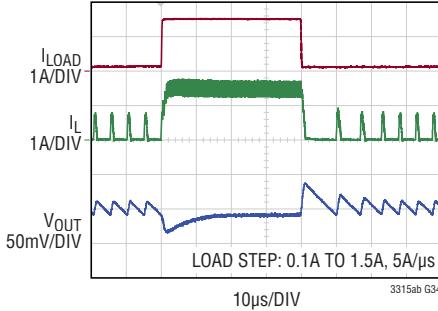 ILOAD
1A/DIV
IL
1A/DIV
VOUT
50mV/DIV
LOAD STEP: 0.1A TO 1.5A, 5A/µs
3315ab G34
10µs/DIV